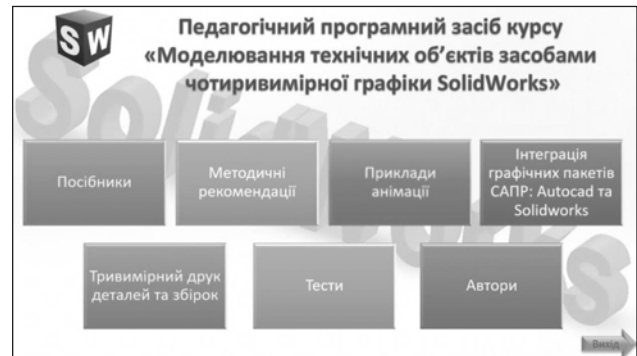 SW
Педагогічний програмний засіб курсу
«Моделювання технічних об’єктів засобами
чотиривимірної графіки SolidWorks»
SolidWorks
Посібники
Методичні
рекомендації
Приклади
анімації
Інтеграція
графічних пакетів
САПР: Autocad та
Solidworks
Тривимірний друк
деталей та збірок
Тести
Автори
Вихід